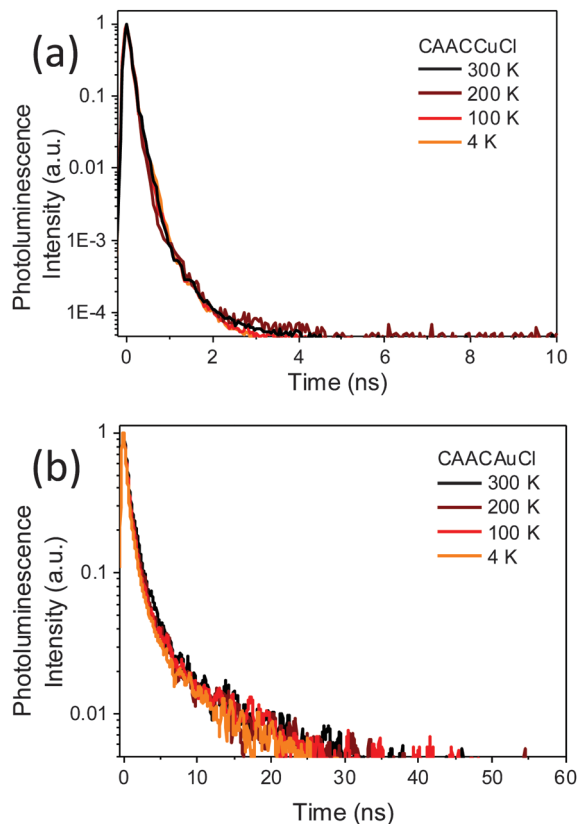 (a)
CAACCuCl
300 K
200 K
100 K
4 K
1
0.1
0.01
1E-3
1E-4
Photoluminescence
Intensity (a.u.)
0 2 4 6 8 10
Time (ns)
(b)
CAACAuCl
300 K
200 K
100 K
4 K
1
0.1
0.01
Photoluminescence
Intensity (a.u.)
0 10 20 30 40 50 60
Time (ns)